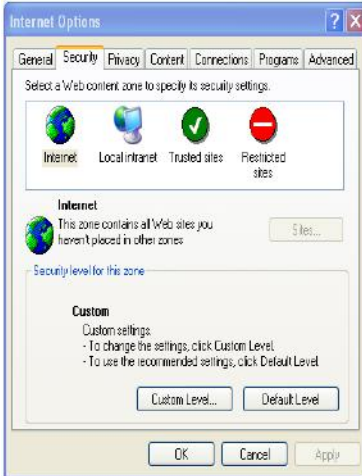 Internet Options
General Security Privacy Content Connections Programs Advanced
Select a Web content zone to specify its security settings.
Internet Local intranet Trusted sites Restricted sites
Internet
This zone contains all Web sites you
haven't placed in other zones
Sites...
Security level for this zone
Custom
Custom settings.
- To change the settings, click Custom Level.
- To use the recommended settings, click Default Level.
Custom Level... Default Level
OK Cancel Apply